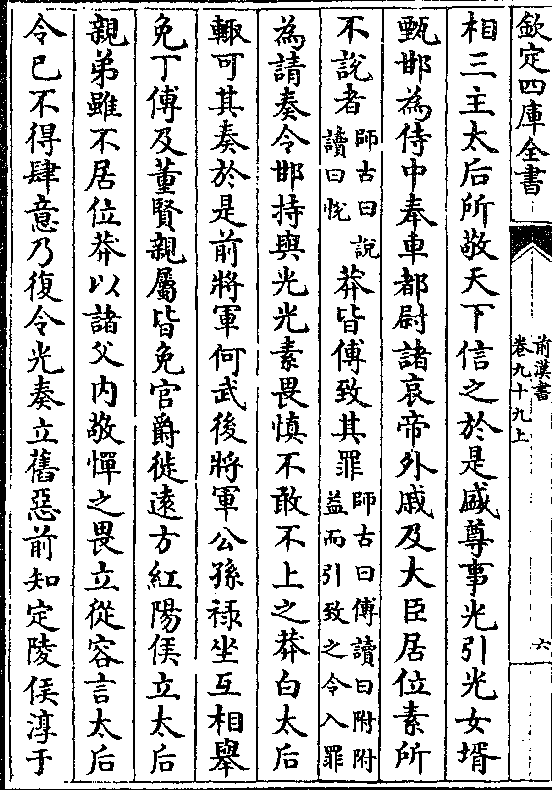 欽定四庫全書
前漢書
卷九十九上
六
相三主太后所敬天下信之於是盛尊事光引光女壻
甄邯為侍中奉車都尉諸哀帝外戚及大臣居位素所
不說者師古曰說讀曰悅莽皆傅致其罪師古曰傅讀曰附附益而引致之令入罪
為請奏令邯持與光光素畏慎不敢不上之莽白太后
輙可其奏於是前將軍何武後將軍公孫祿坐互相舉
免丁傅及董賢親屬皆免官爵徙遠方紅陽侯立太后
親弟雖不居位莽以諸父内敬憚之畏立從容言太后
令已不得肆意乃復令光奏立舊惡前知定陵侯淳于